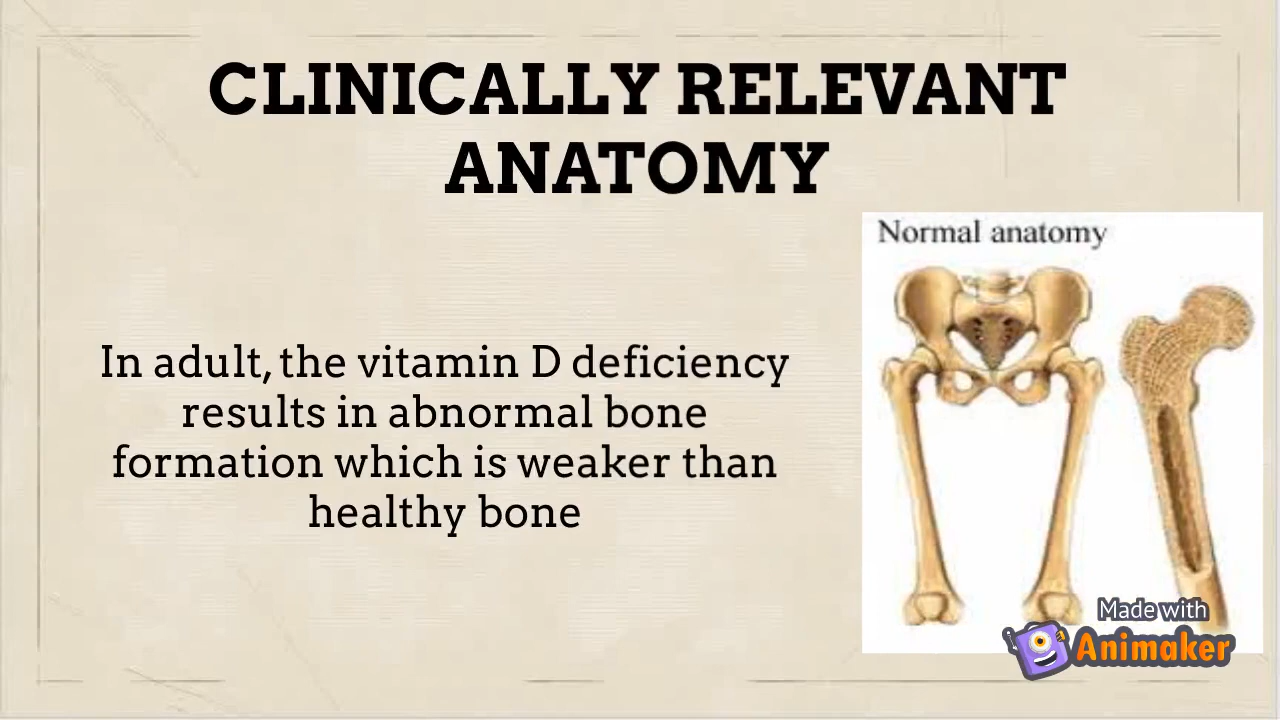 CLINICALLY RELEVANT
ANATOMY
Normal anatomy
In adult, the vitamin D deficiency
results in abnormal bone
formation which is weaker than
healthy bone
Made with
Animaker